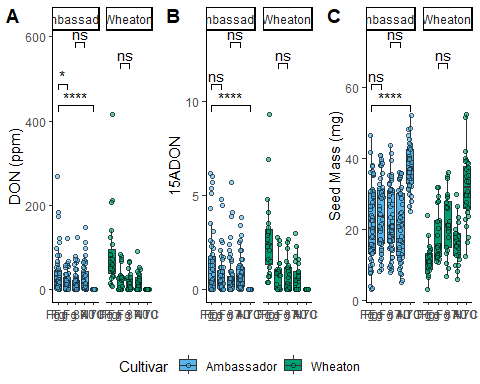 A
B
C
mbassad
Wheaton
mbassad
Wheaton
mbassad
Wheaton
DON (ppm)
600
400
200
0
ns
*
ns
****
15ADON
10
5
0
ns
ns
ns
****
Seed Mass (mg)
60
40
20
0
ns
ns
ns
****
Cultivar
Ambassador
Wheaton